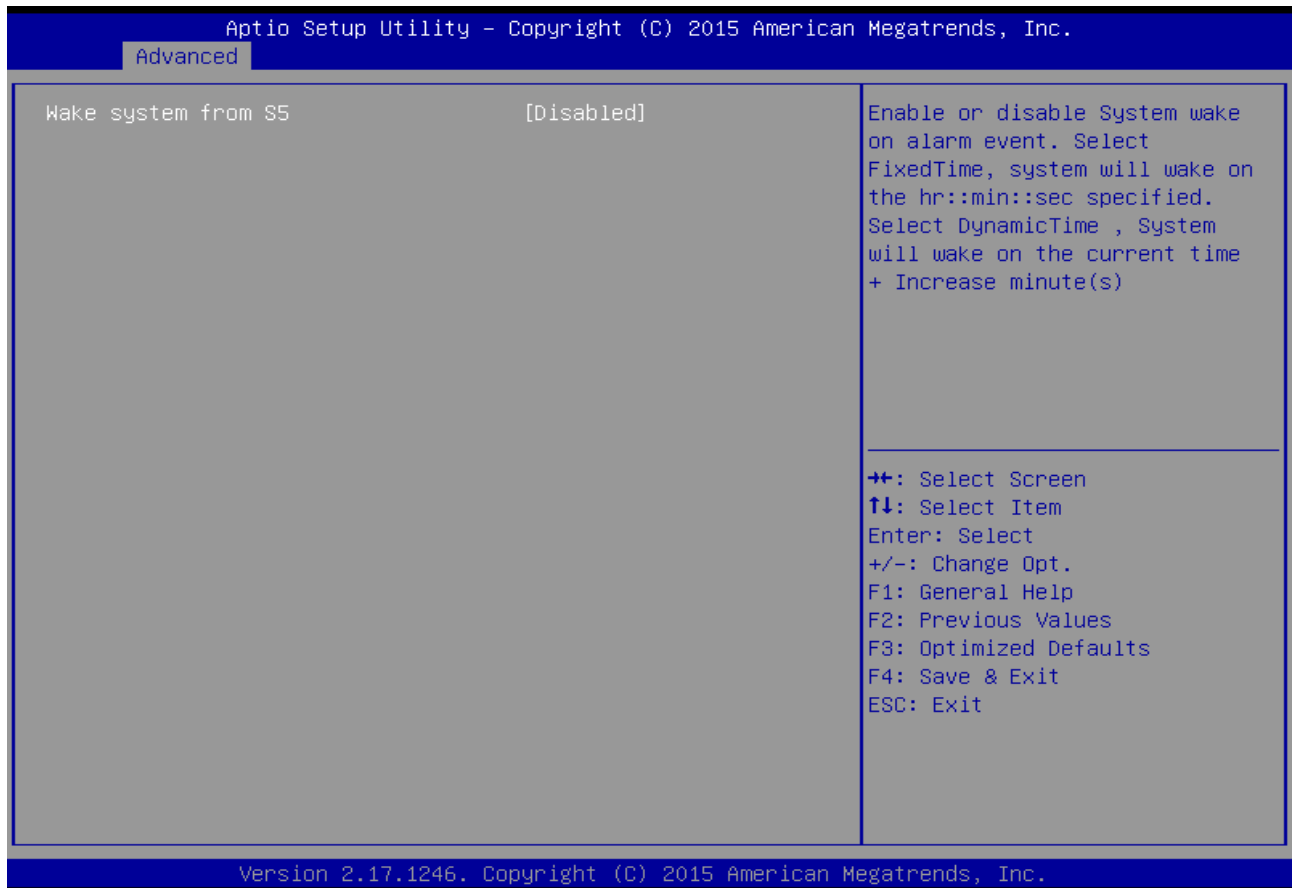 Aptio Setup Utility – Copyright (C) 2015 American Megatrends, Inc.
Advanced
Wake system from S5 [Disabled]
Enable or disable System wake
on alarm event. Select
FixedTime, system will wake on
the hr::min::sec specified.
Select DynamicTime , System
will wake on the current time
+ Increase minute(s)
→←: Select Screen
↑↓: Select Item
Enter: Select
+/-: Change Opt.
F1: General Help
F2: Previous Values
F3: Optimized Defaults
F4: Save & Exit
ESC: Exit
Version 2.17.1246. Copyright (C) 2015 American Megatrends, Inc.